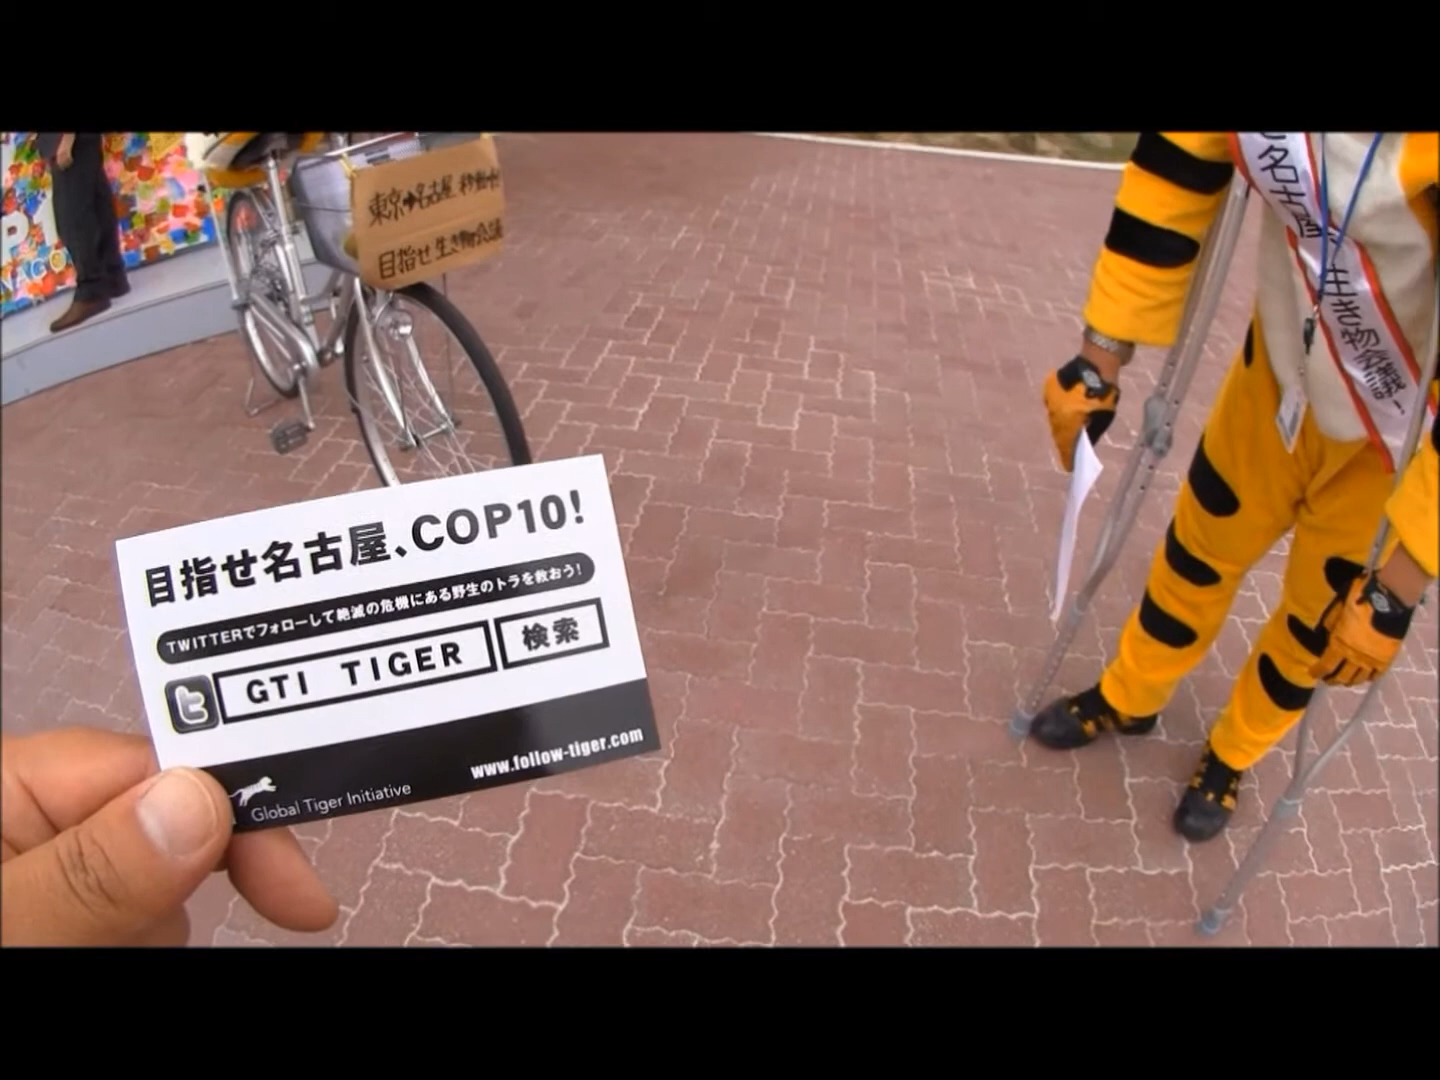 東京→名古屋 移動中!
目指せ生き物会議
名古屋、生き物会議!
目指せ名古屋、COP10!
TWITTERでフォローして絶滅の危機にある野生のトラを救おう!
GTI TIGER 検索
www.follow-tiger.com
Global Tiger Initiative